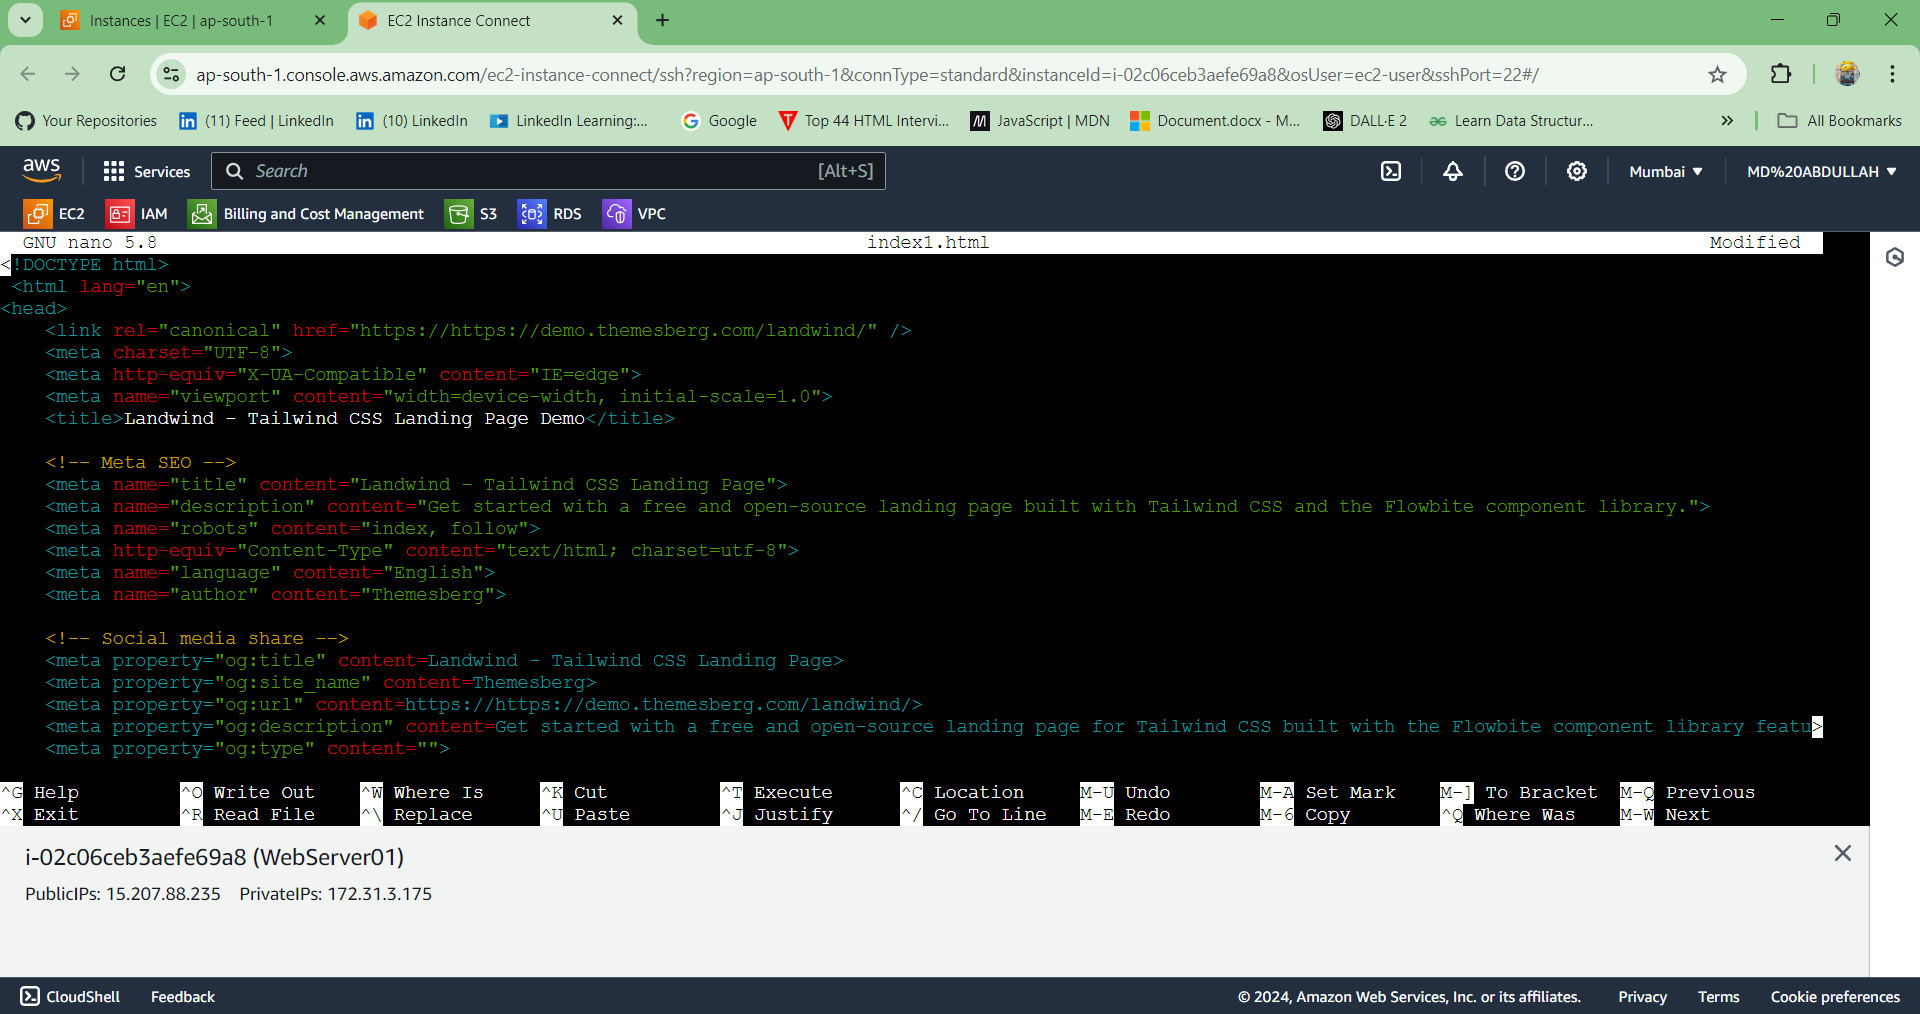 Instances | EC2 | ap-south-1
EC2 Instance Connect
ap-south-1.console.aws.amazon.com/ec2-instance-connect/ssh?region=ap-south-1&connType=standard&instanceId=i-02c06ceb3aefe69a8&osUser=ec2-user&sshPort=22#/
Your Repositories
(11) Feed | LinkedIn
(10) LinkedIn
LinkedIn Learning:...
Google
Top 44 HTML Intervi...
JavaScript | MDN
Document.docx - M...
DALL·E 2
Learn Data Structur...
All Bookmarks
aws
Services
Search
[Alt+S]
Mumbai
MD%20ABDULLAH
EC2
IAM
Billing and Cost Management
S3
RDS
VPC
GNU nano 5.8 index1.html Modified
<!DOCTYPE html>
<html lang="en">
<head>
<link rel="canonical" href="https://https://demo.themesberg.com/landwind/" />
<meta charset="UTF-8">
<meta http-equiv="X-UA-Compatible" content="IE=edge">
<meta name="viewport" content="width=device-width, initial-scale=1.0">
<title>Landwind - Tailwind CSS Landing Page Demo</title>
<!-- Meta SEO -->
<meta name="title" content="Landwind - Tailwind CSS Landing Page">
<meta name="description" content="Get started with a free and open-source landing page built with Tailwind CSS and the Flowbite component library.">
<meta name="robots" content="index, follow">
<meta http-equiv="Content-Type" content="text/html; charset=utf-8">
<meta name="language" content="English">
<meta name="author" content="Themesberg">
<!-- Social media share -->
<meta property="og:title" content=Landwind - Tailwind CSS Landing Page>
<meta property="og:site_name" content=Themesberg>
<meta property="og:url" content=https://https://demo.themesberg.com/landwind/>
<meta property="og:description" content=Get started with a free and open-source landing page for Tailwind CSS built with the Flowbite component library featu>
<meta property="og:type" content="">
^G Help ^O Write Out ^W Where Is ^K Cut ^T Execute ^C Location M-U Undo M-A Set Mark M-] To Bracket M-Q Previous
^X Exit ^R Read File ^\ Replace ^U Paste ^J Justify ^/ Go To Line M-E Redo M-6 Copy ^Q Where Was M-W Next
i-02c06ceb3aefe69a8 (WebServer01)
PublicIPs: 15.207.88.235 PrivateIPs: 172.31.3.175
CloudShell
Feedback
© 2024, Amazon Web Services, Inc. or its affiliates.
Privacy
Terms
Cookie preferences